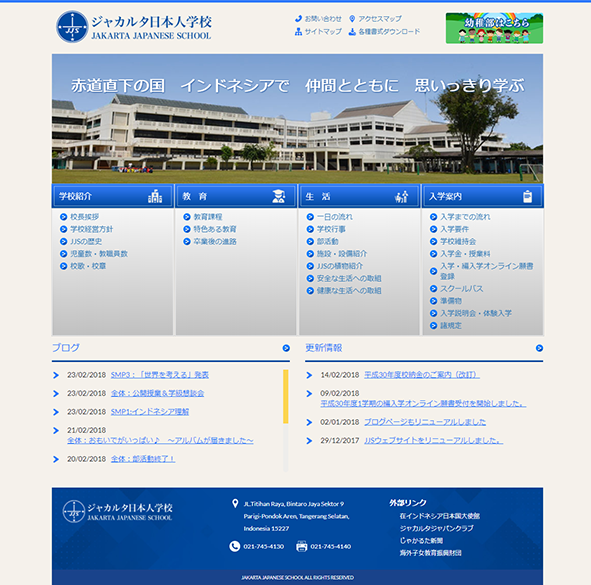 ジャカルタ日本人学校
JAKARTA JAPANESE SCHOOL
JJS
お問い合わせ アクセスマップ
サイトマップ 各種書式ダウンロード
幼稚部はこちら
赤道直下の国 インドネシアで 仲間とともに 思いっきり学ぶ
学校紹介
校長挨拶
学校経営方針
JJSの歴史
児童数・教職員数
校歌・校章
教 育
教育課程
特色ある教育
卒業後の進路
生 活
一日の流れ
学校行事
部活動
施設・設備紹介
JJSの植物紹介
安全な生活への取組
健康な生活への取組
入学案内
入学までの流れ
入学要件
学校維持会
入学金・授業料
入学・編入学オンライン願書
登録
スクールバス
準備物
入学説明会・体験入学
諸規定
ブログ
23/02/2018 SMP3：「世界を考える」発表
23/02/2018 全体：公開授業＆学級懇談会
23/02/2018 SMP1:インドネシア理解
21/02/2018
全体：おもいでがいっぱい♪ ～アルバムが届きました～
20/02/2018 全体：部活動終了！
更新情報
14/02/2018 平成30年度校納金のご案内（改訂）
09/02/2018
平成30年度1学期の編入学オンライン願書受付を開始しました。
02/01/2018 ブログページもリニューアルしました
29/12/2017 JJSウェブサイトをリニューアルしました。
JJS
ジャカルタ日本人学校
JAKARTA JAPANESE SCHOOL
JL.Titihan Raya, Bintaro Jaya Sektor 9
Parigi-Pondok Aren, Tangerang Selatan,
Indonesia 15227
021-745-4130 021-745-4140
外部リンク
在インドネシア日本国大使館
ジャカルタジャパンクラブ
じゃかるた新聞
海外子女教育振興財団
JAKARTA JAPANESE SCHOOL ALL RIGHTS RESERVED